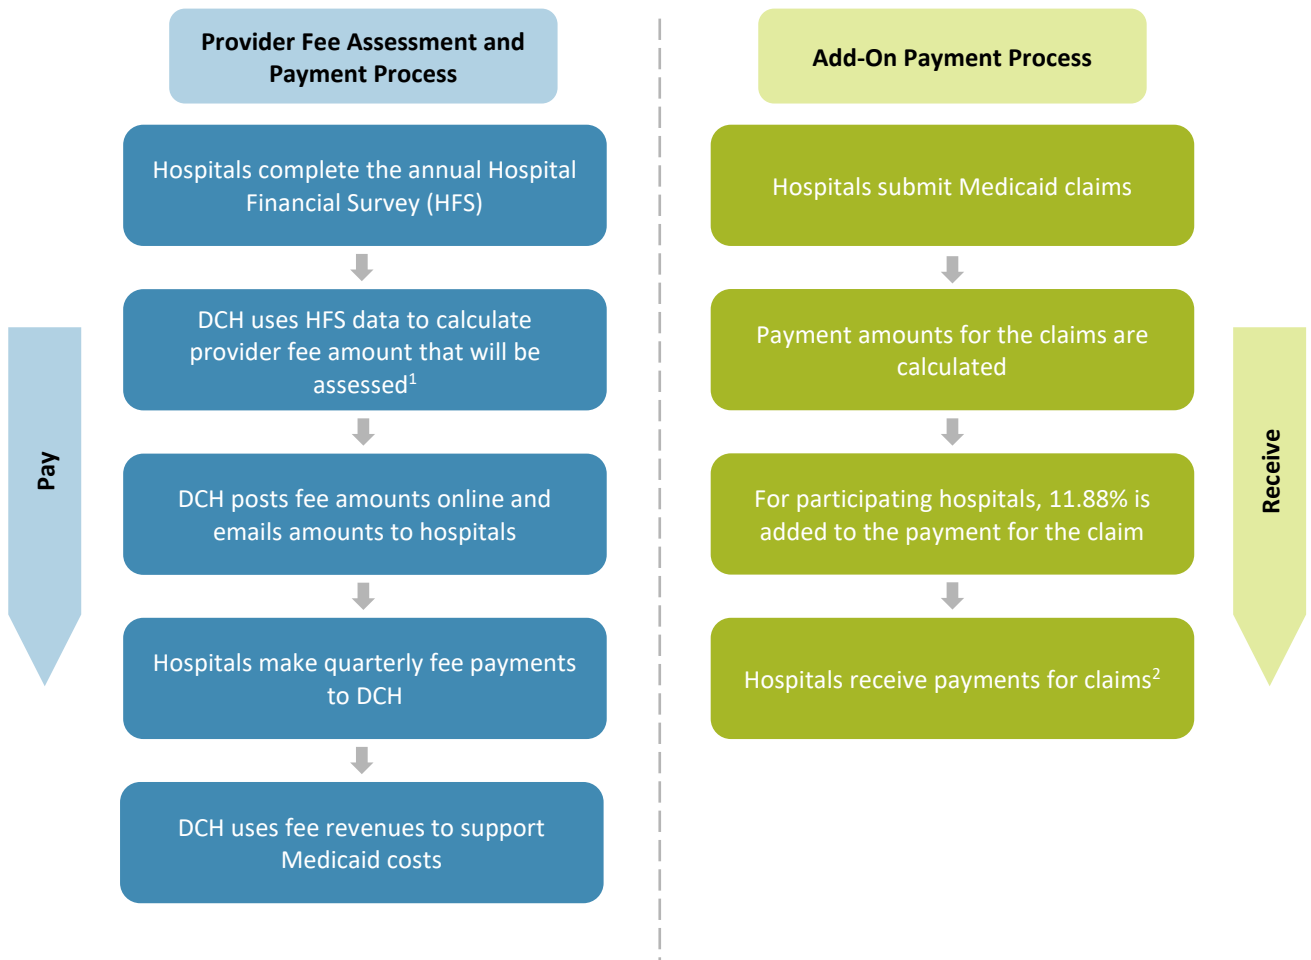 Provider Fee Assessment and
Payment Process
Hospitals complete the annual Hospital
Financial Survey (HFS)
DCH uses HFS data to calculate
provider fee amount that will be
assessed1
DCH posts fee amounts online and
emails amounts to hospitals
Hospitals make quarterly fee payments
to DCH
DCH uses fee revenues to support
Medicaid costs
Pay
Add-On Payment Process
Hospitals submit Medicaid claims
Payment amounts for the claims are
calculated
For participating hospitals, 11.88% is
added to the payment for the claim
Hospitals receive payments for claims2
Receive